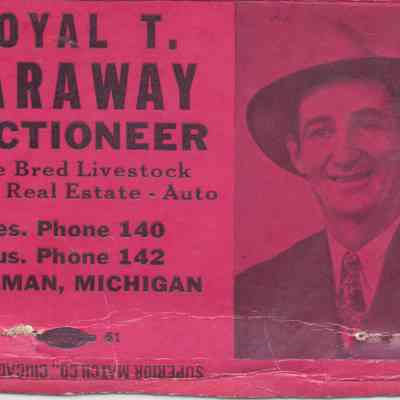 OYAL T.
ARAWAY
CTIONEER
e Bred Livestock
Real Estate - Auto
es. Phone 140
us. Phone 142
MAN, MICHIGAN
61
SUPERIOR MATCH CO., CHICAGO